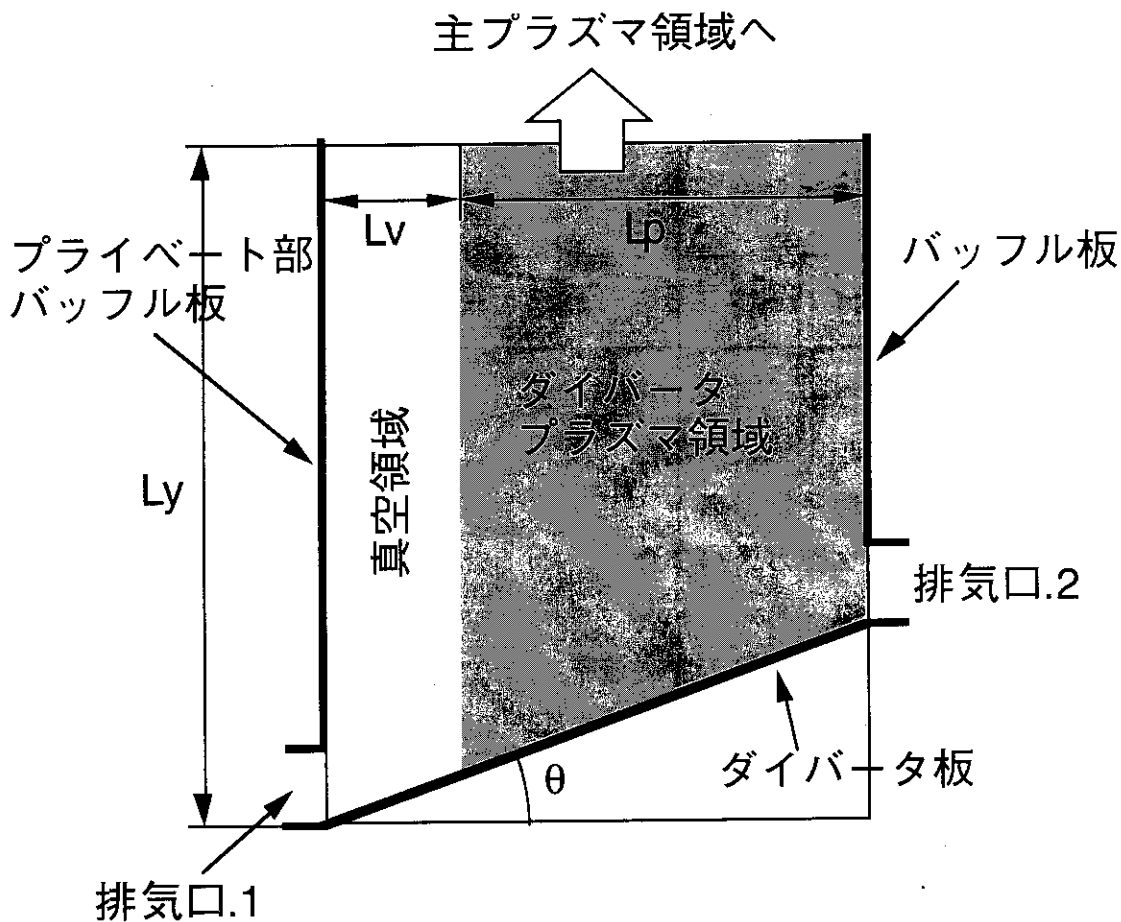 主プラズマ領域へ
Lv
Lp
プライベート部
バッフル板
バッフル板
ダイバータ
プラズマ領域
真空領域
Ly
排気口.2
θ
ダイバータ板
排気口.1